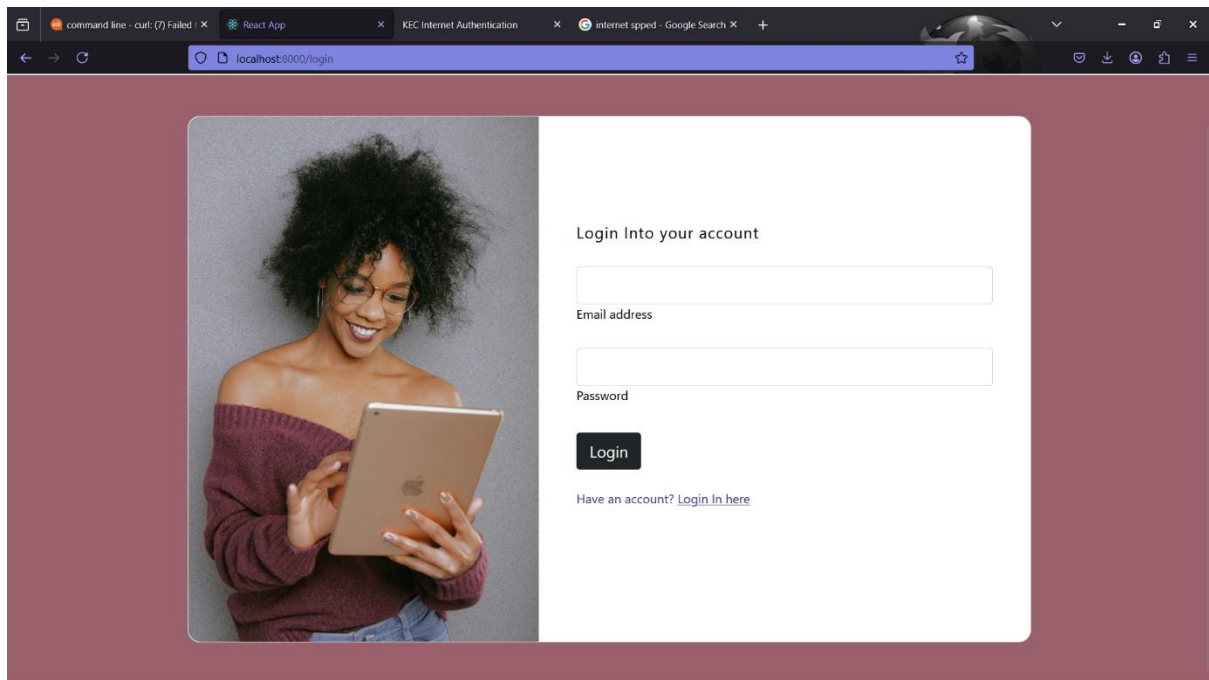 command line - curl: (7) Failed t
React App
KEC Internet Authentication
internet spped - Google Search
localhost:8000/login
Login Into your account
Email address
Password
Login
Have an account? Login In here